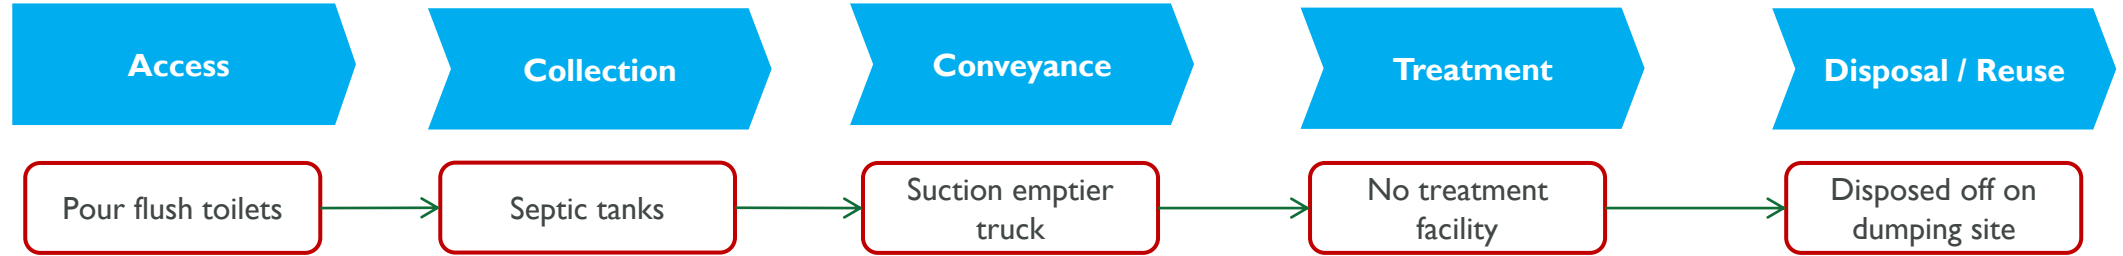 Access
Collection
Conveyance
Treatment
Disposal / Reuse
Pour flush toilets
Septic tanks
Suction emptier
truck
No treatment
facility
Disposed off on
dumping site